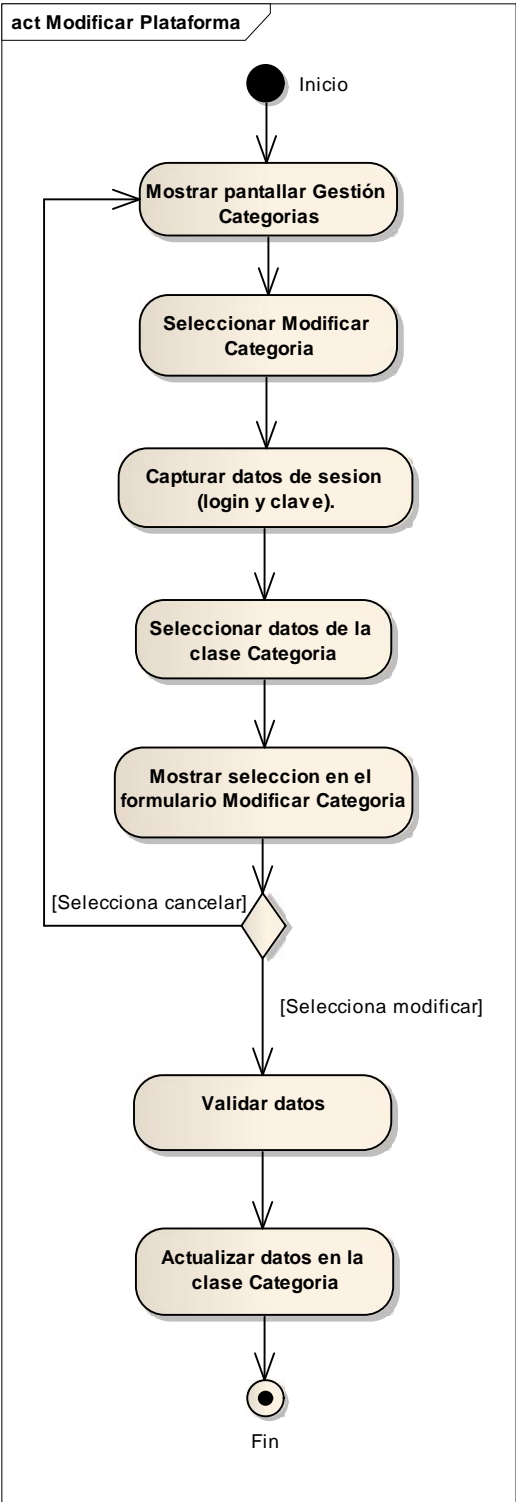 act Modificar Plataforma
Inicio
Mostrar pantallar Gestión
Categorias
Seleccionar Modificar
Categoria
Capturar datos de sesion
(login y clave).
Seleccionar datos de la
clase Categoria
Mostrar seleccion en el
formulario Modificar Categoria
[Selecciona cancelar]
[Selecciona modificar]
Validar datos
Actualizar datos en la
clase Categoria
Fin